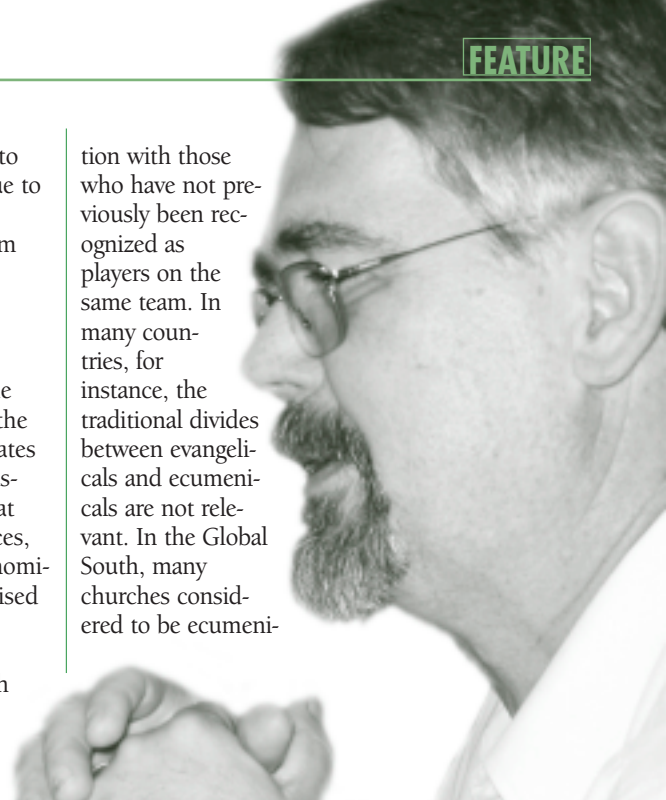 FEATURE
to
ue to
m
e
the
ates
s-
at
ces,
nomi-
ised
n
tion with those
who have not pre-
viously been rec-
ognized as
players on the
same team. In
many coun-
tries, for
instance, the
traditional divides
between evangeli-
cals and ecumeni-
cals are not rele-
vant. In the Global
South, many
churches consid-
ered to be ecumeni-